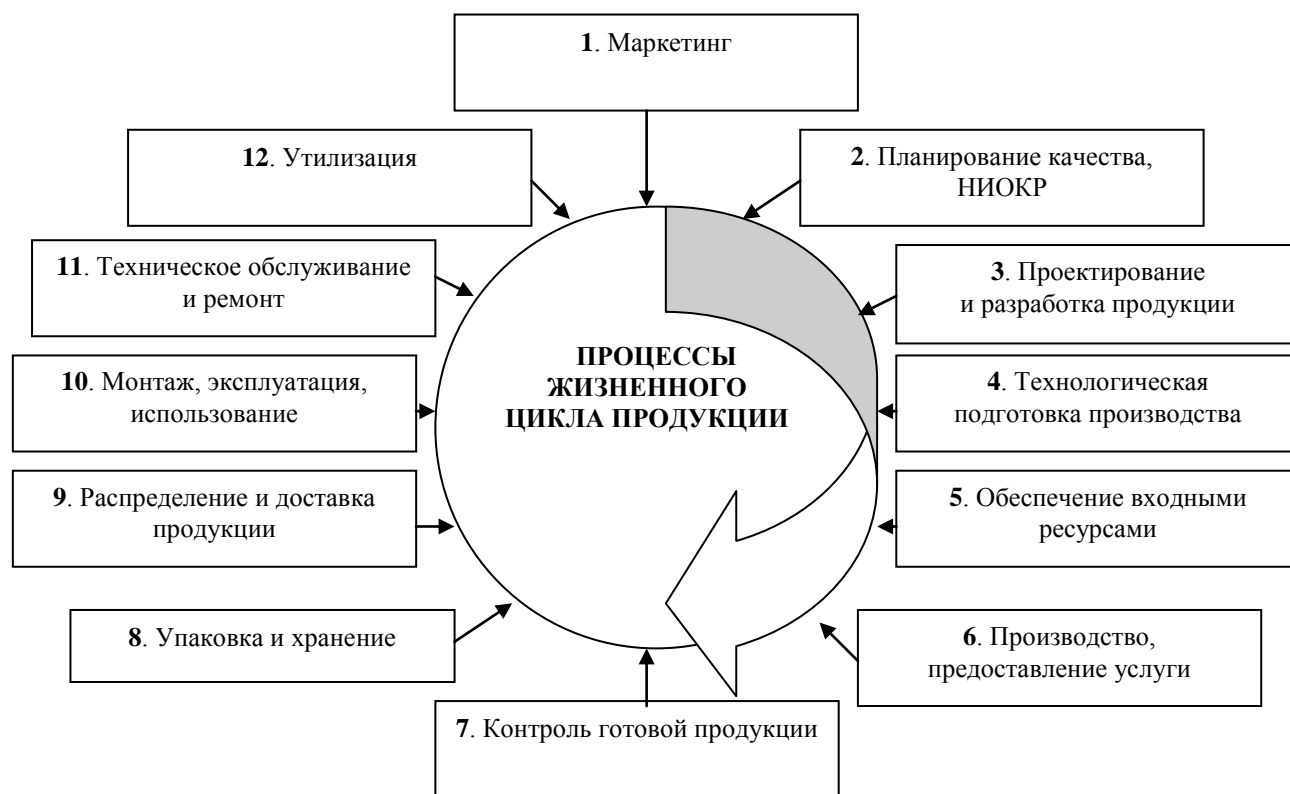 1. Маркетинг
2. Планирование качества,
НИОКР
3. Проектирование
и разработка продукции
4. Технологическая
подготовка производства
5. Обеспечение входными
ресурсами
6. Производство,
предоставление услуги
7. Контроль готовой продукции
8. Упаковка и хранение
9. Распределение и доставка
продукции
10. Монтаж, эксплуатация,
использование
11. Техническое обслуживание
и ремонт
12. Утилизация
ПРОЦЕССЫ
ЖИЗНЕННОГО
ЦИКЛА ПРОДУКЦИИ